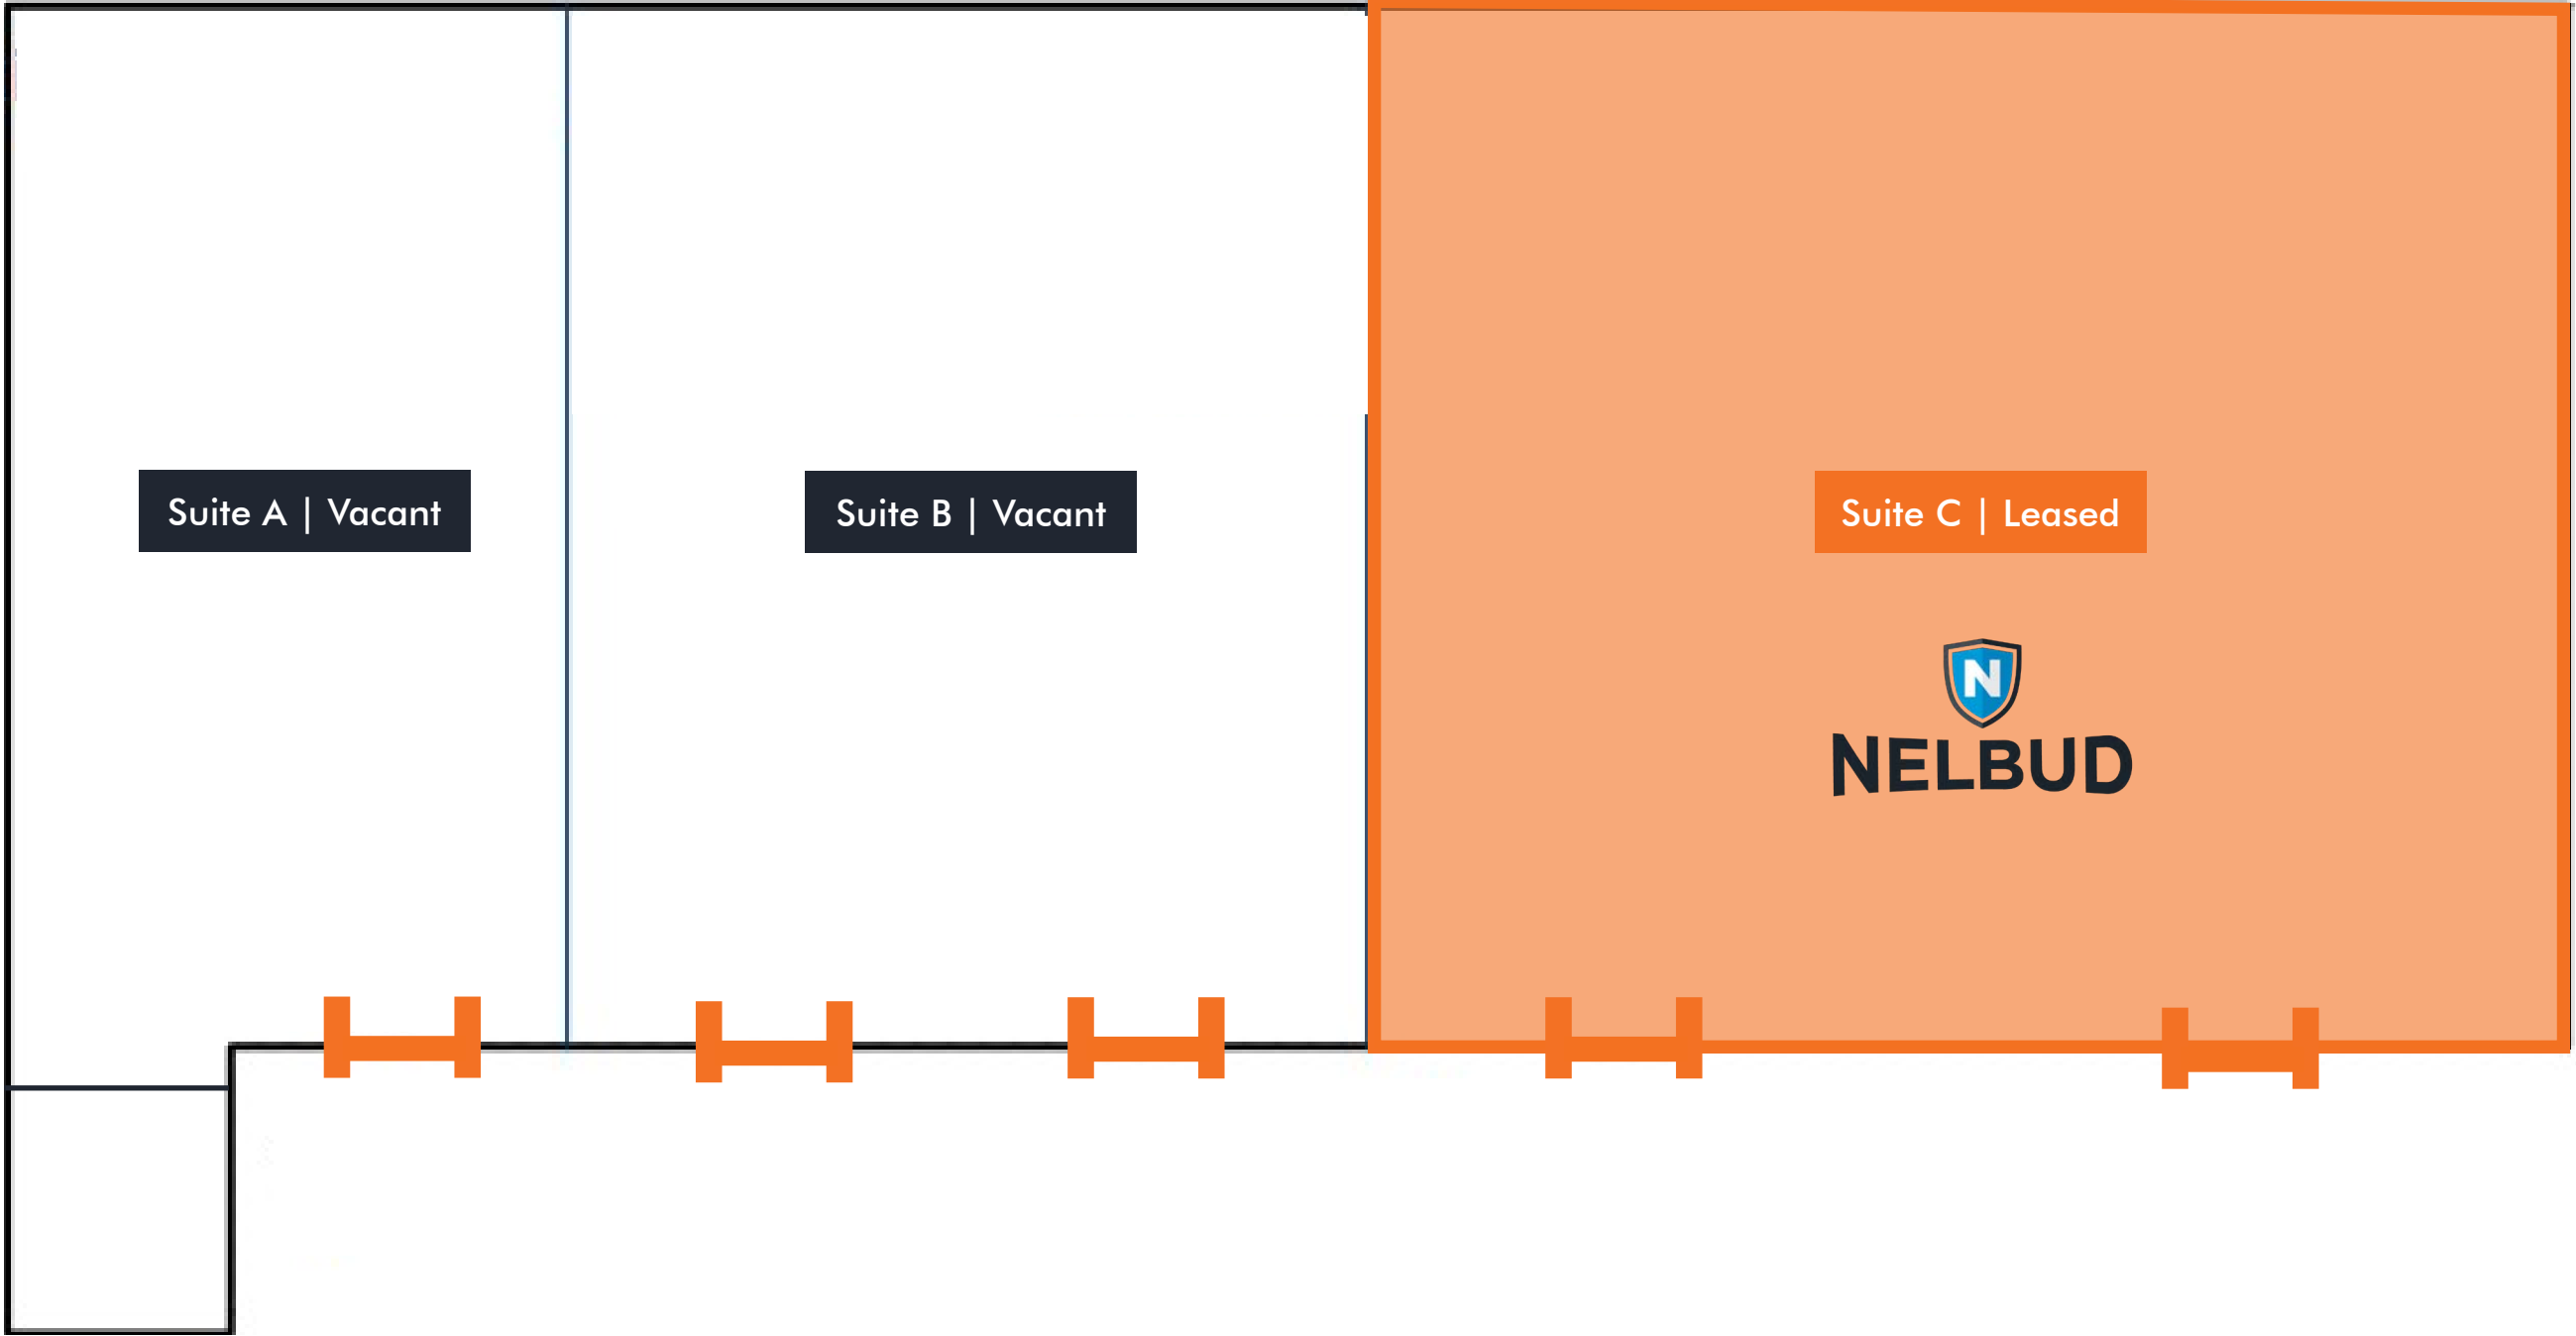 Suite A | Vacant
Suite B | Vacant
Suite C | Leased
N
NELBUD